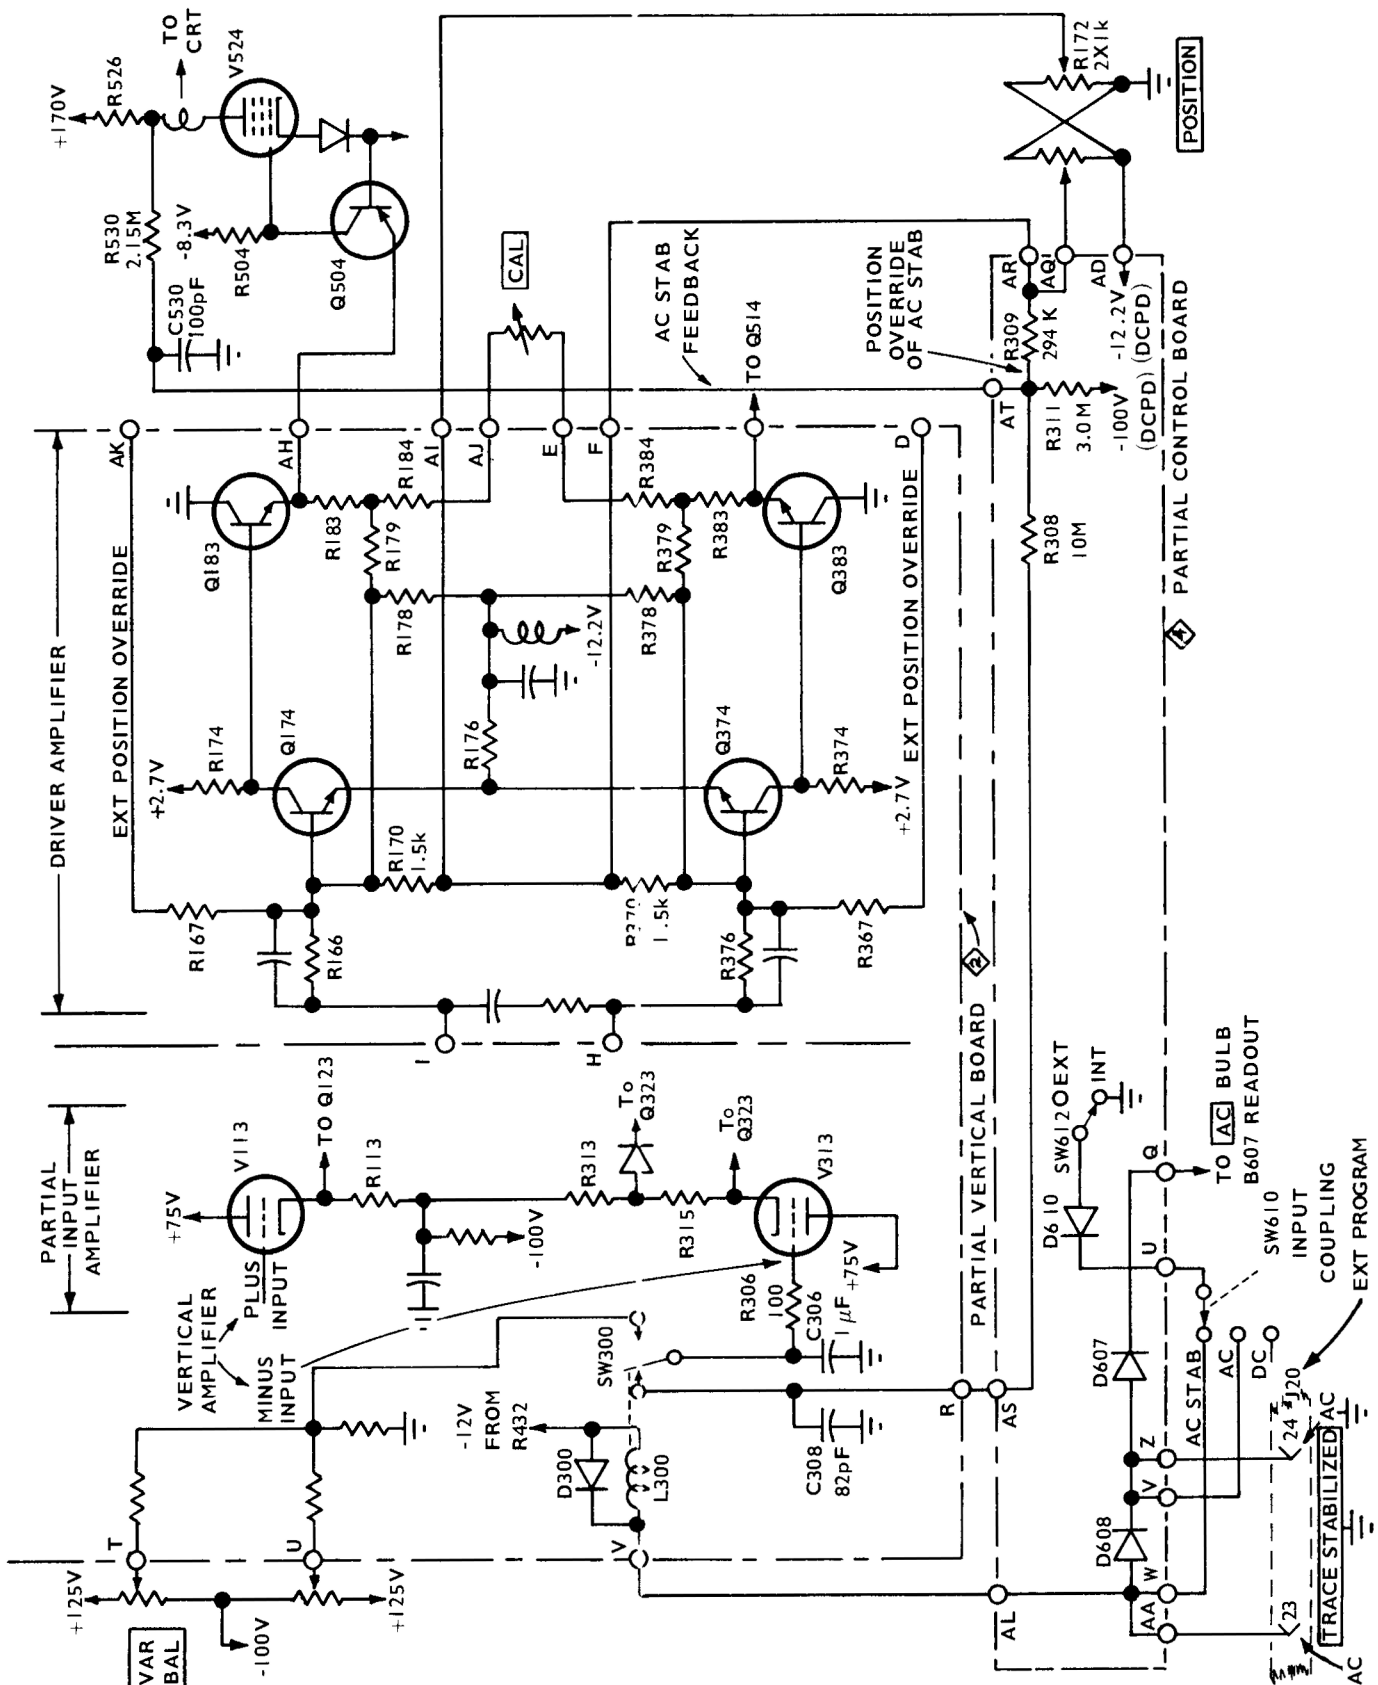 DRIVER AMPLIFIER
PARTIAL
INPUT
AMPLIFIER
EXT POSITION OVERRIDE
AK
+170V
R526
TO
CRT
V524
R530
2.15M
-8.3V
R504
Q504
C530
100pF
CAL
AH
AI
AJ
E
F
D
Q183
R183
R184
R179
R178
+2.7V
R174
Q174
R176
-12.2V
R170
1.5k
R167
R166
R384
R379
R383
R378
Q383
TO Q514
Q374
R374
+2.7V
EXT POSITION OVERRIDE
1.5k
R376
R367
I
H
AC STAB
FEEDBACK
POSITION
OVERRIDE
OF AC STAB
R172
2X1k
POSITION
AR
AQ
AD
R309
294 K
AT
R311
3.0M
-100V
(DCPD)
-12.2V
(DCPD)
R308
10M
PARTIAL CONTROL BOARD
4
2
PARTIAL VERTICAL BOARD
+75V
V113
TO Q123
R113
R313
To
Q323
R315
To
Q323
V313
-100V
VERTICAL
AMPLIFIER
PLUS
INPUT
MINUS
INPUT
R306
100
+75V
C306
1 µF
SW300
-12V
FROM
R432
D300
L300
C308
82pF
R
AS
+125V
T
U
V
VAR
BAL
-100V
+125V
AL
D607
D608
D610
SW612
EXT
INT
Q
TO AC BULB
B607 READOUT
U
SW610
INPUT
COUPLING
EXT PROGRAM
AC STAB
AC
DC
Z
V
W
AA
J20
24
23
AC
TRACE STABILIZED
AC